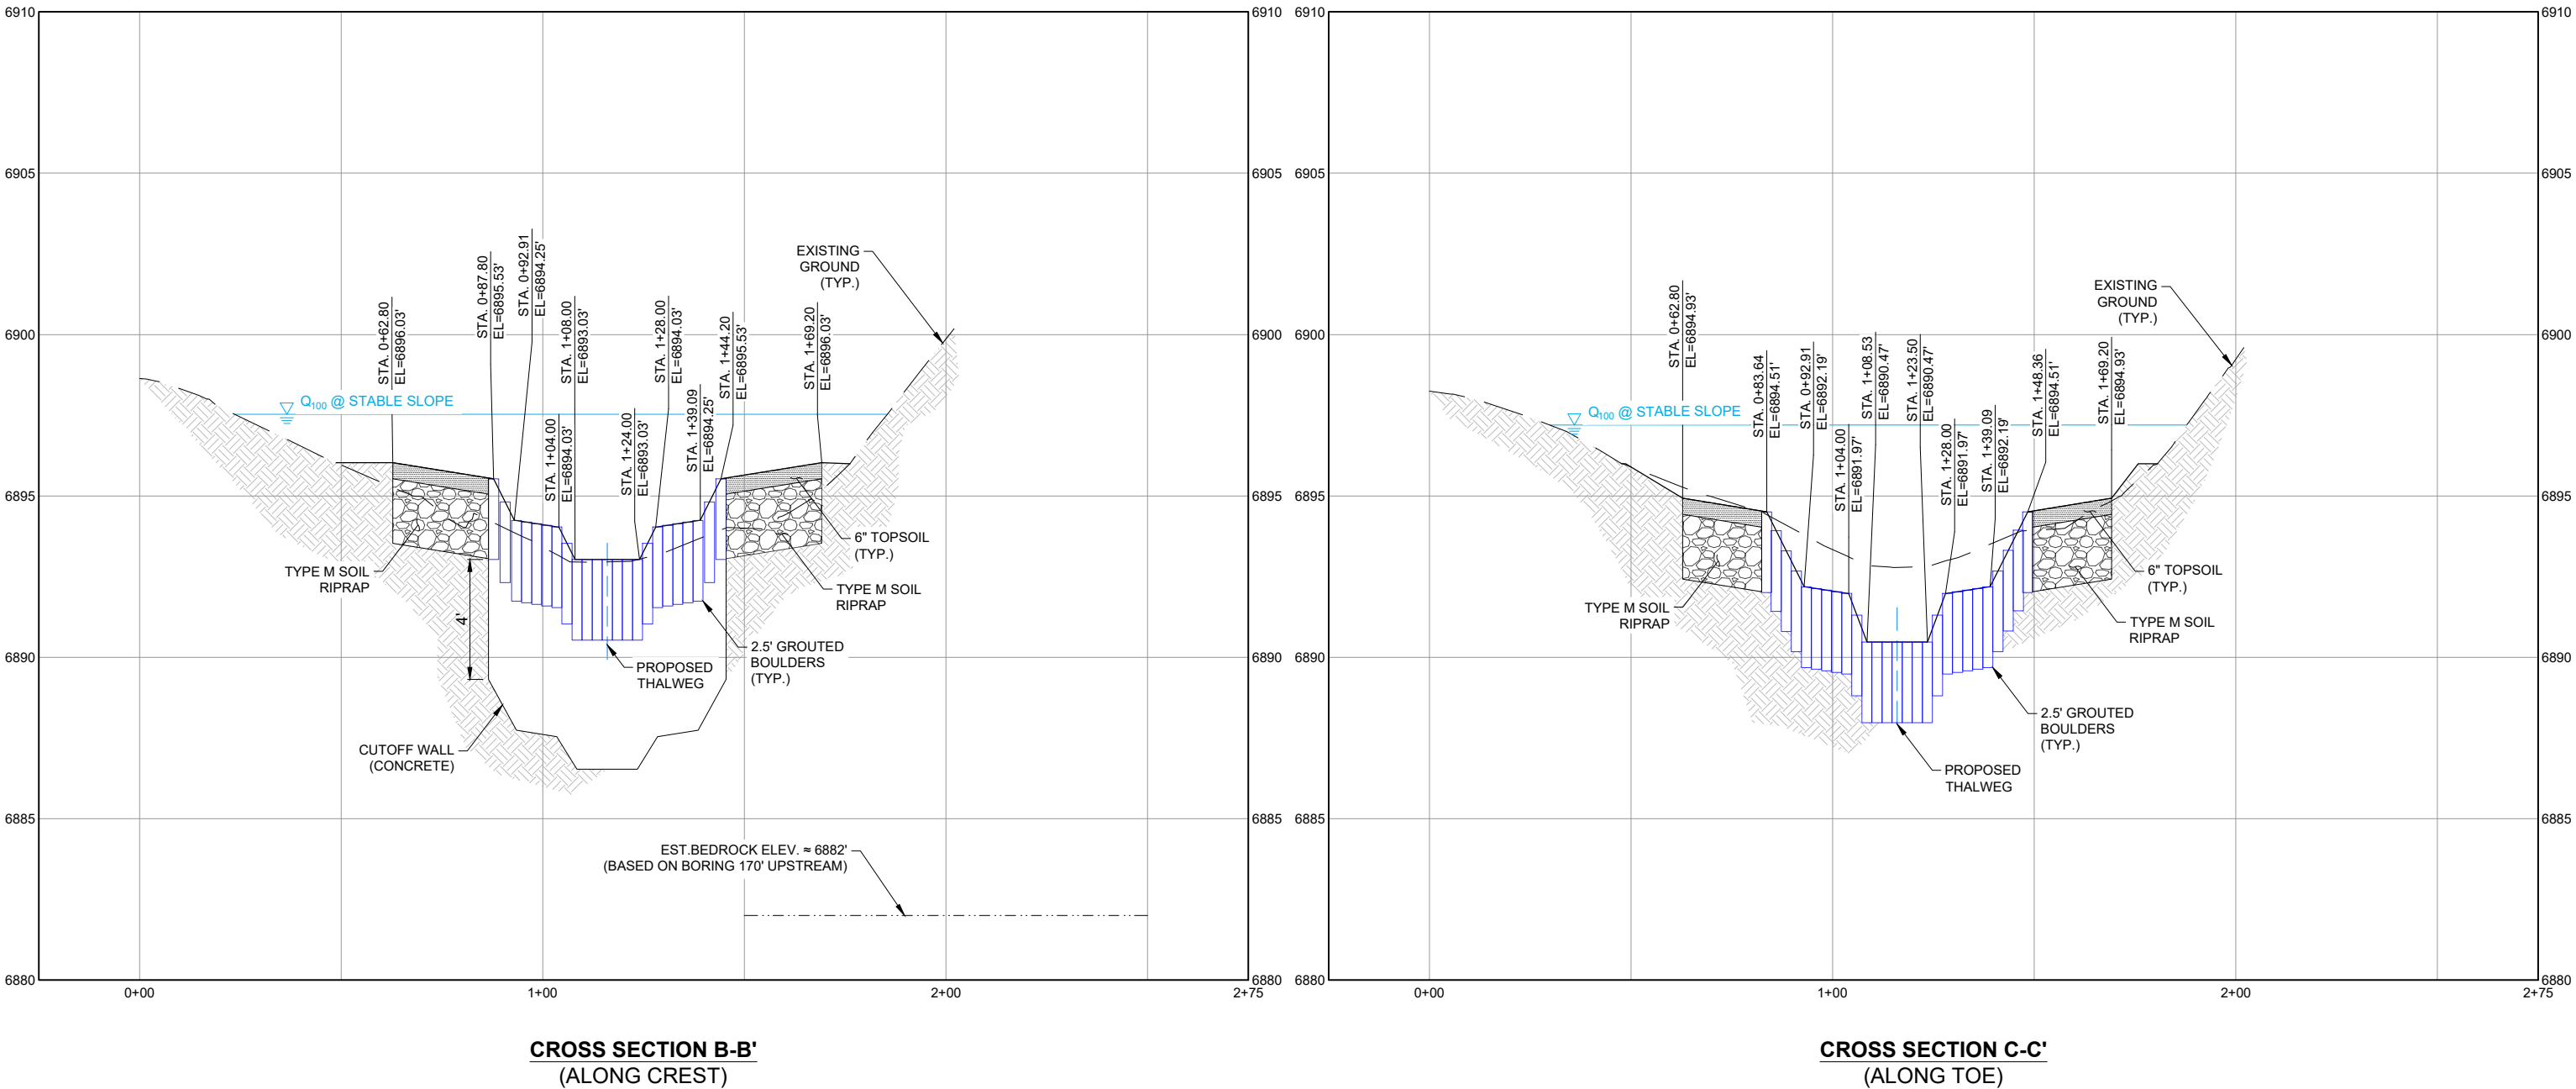 6910
6905
6900
6895
6890
6885
6880
6910
6905
6900
6895
6890
6885
6880
0+00
1+00
2+00
2+75
STA. 0+62.80
EL=6896.03'
STA. 0+87.80
EL=6895.53'
STA. 0+92.91
EL=6894.25'
STA. 1+04.00
EL=6894.03'
STA. 1+08.00
EL=6893.03'
STA. 1+24.00
EL=6893.03'
STA. 1+28.00
EL=6894.03'
STA. 1+39.09
EL=6894.25'
STA. 1+44.20
EL=6895.53'
STA. 1+69.20
EL=6896.03'
EXISTING
GROUND
(TYP.)
Q100 @ STABLE SLOPE
TYPE M SOIL
RIPRAP
4'
6" TOPSOIL
(TYP.)
TYPE M SOIL
RIPRAP
2.5' GROUTED
BOULDERS
(TYP.)
PROPOSED
THALWEG
CUTOFF WALL
(CONCRETE)
EST.BEDROCK ELEV. ≈ 6882'
(BASED ON BORING 170' UPSTREAM)
CROSS SECTION B-B'
(ALONG CREST)
6910
6905
6900
6895
6890
6885
6880
6910
6905
6900
6895
6890
6885
6880
0+00
1+00
2+00
2+75
STA. 0+62.80
EL=6894.93'
STA. 0+83.64
EL=6894.51'
STA. 0+92.91
EL=6892.19'
STA. 1+04.00
EL=6891.97'
STA. 1+08.53
EL=6890.47'
STA. 1+23.50
EL=6890.47'
STA. 1+28.00
EL=6891.97'
STA. 1+39.09
EL=6892.19'
STA. 1+48.36
EL=6894.51'
STA. 1+69.20
EL=6894.93'
EXISTING
GROUND
(TYP.)
Q100 @ STABLE SLOPE
TYPE M SOIL
RIPRAP
6" TOPSOIL
(TYP.)
TYPE M SOIL
RIPRAP
2.5' GROUTED
BOULDERS
(TYP.)
PROPOSED
THALWEG
CROSS SECTION C-C'
(ALONG TOE)